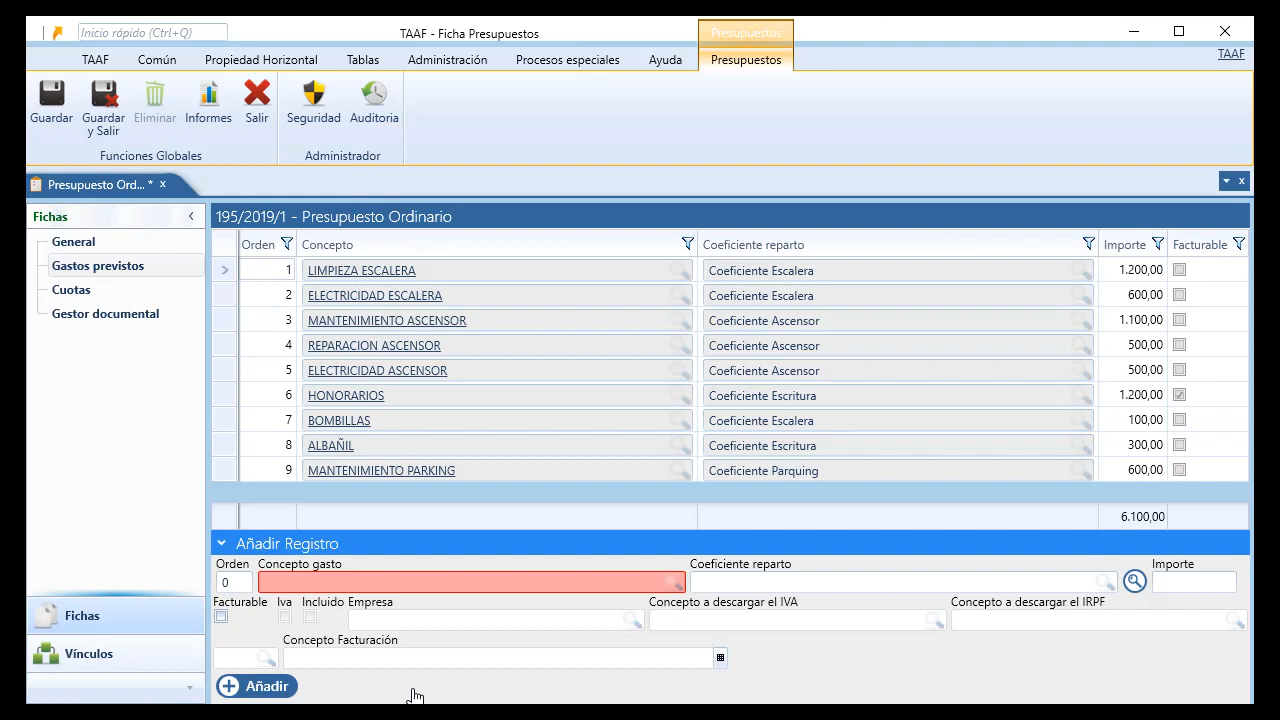 Inicio rápido (Ctrl+Q)
TAAF - Ficha Presupuestos
Presupuestos
TAAF
Común
Propiedad Horizontal
Tablas
Administración
Procesos especiales
Ayuda
Presupuestos
TAAF
Guardar
Guardar y Salir
Eliminar
Informes
Salir
Seguridad
Auditoria
Funciones Globales
Administrador
Presupuesto Ord... * x
Fichas
General
Gastos previstos
Cuotas
Gestor documental
Fichas
Vínculos
195/2019/1 - Presupuesto Ordinario
Orden Concepto Coeficiente reparto Importe Facturable
1 LIMPIEZA ESCALERA Coeficiente Escalera 1.200,00
2 ELECTRICIDAD ESCALERA Coeficiente Escalera 600,00
3 MANTENIMIENTO ASCENSOR Coeficiente Ascensor 1.100,00
4 REPARACION ASCENSOR Coeficiente Ascensor 500,00
5 ELECTRICIDAD ASCENSOR Coeficiente Ascensor 500,00
6 HONORARIOS Coeficiente Escritura 1.200,00
7 BOMBILLAS Coeficiente Escalera 100,00
8 ALBAÑIL Coeficiente Escritura 300,00
9 MANTENIMIENTO PARKING Coeficiente Parquing 600,00
6.100,00
Añadir Registro
Orden Concepto gasto Coeficiente reparto Importe
0
Facturable Iva Incluido Empresa Concepto a descargar el IVA Concepto a descargar el IRPF
Concepto Facturación
Añadir